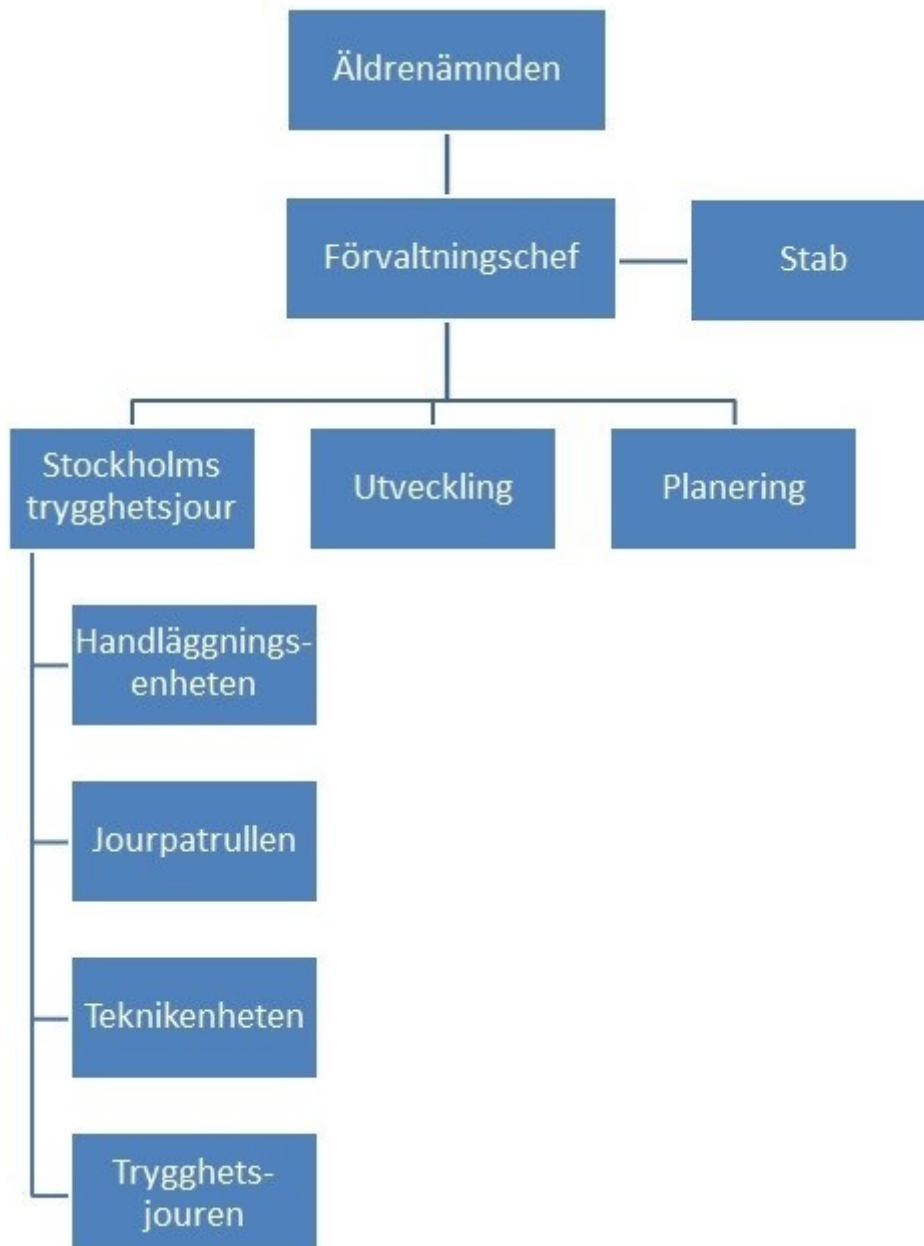 Äldrenämnden
Förvaltningschef
Stab
Stockholms
trygghetsjour
Utveckling
Planering
Handläggnings-
enheten
Jourpatrullen
Teknikenheten
Trygghets-
jouren